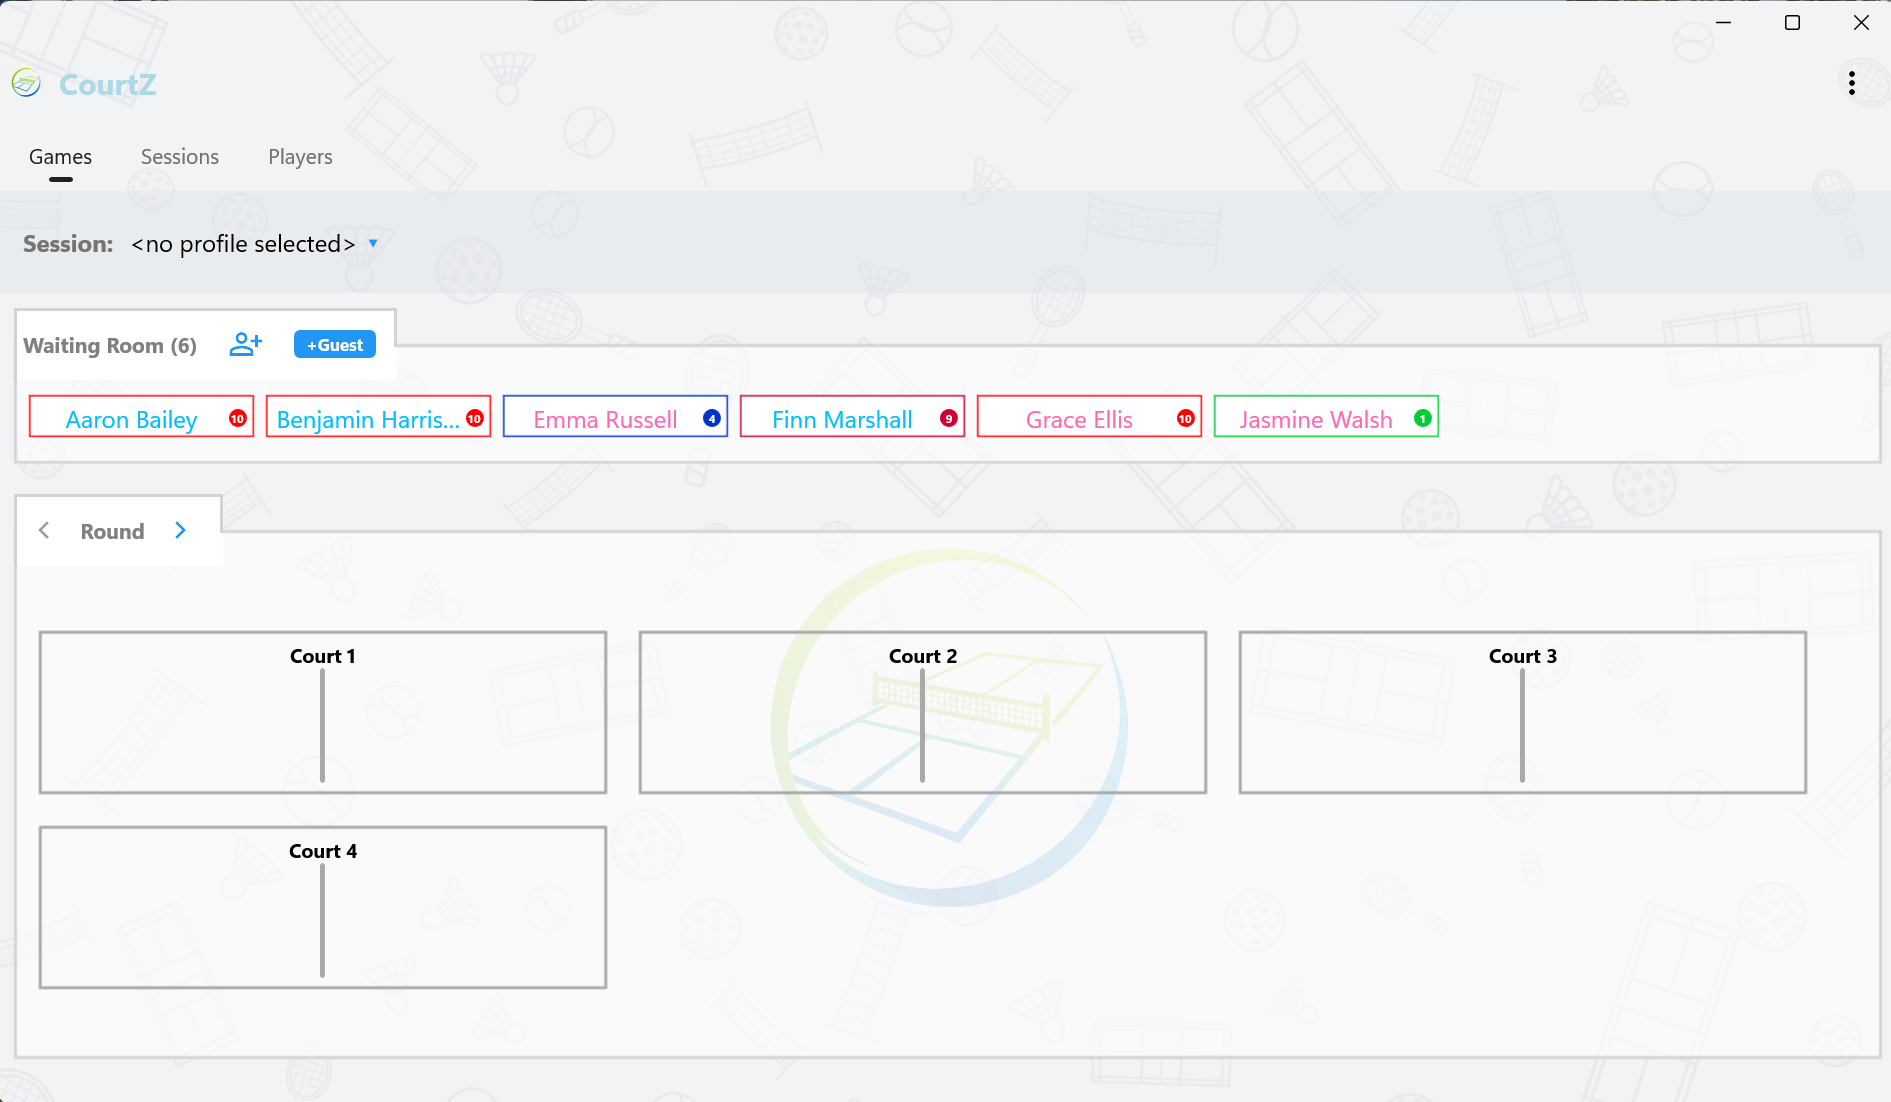 CourtZ
Games Sessions Players
Session: <no profile selected>
Waiting Room (6) +Guest
Aaron Bailey 10 Benjamin Harris... 10 Emma Russell 4 Finn Marshall 9 Grace Ellis 10 Jasmine Walsh 1
Round
Court 1 Court 2 Court 3
Court 4